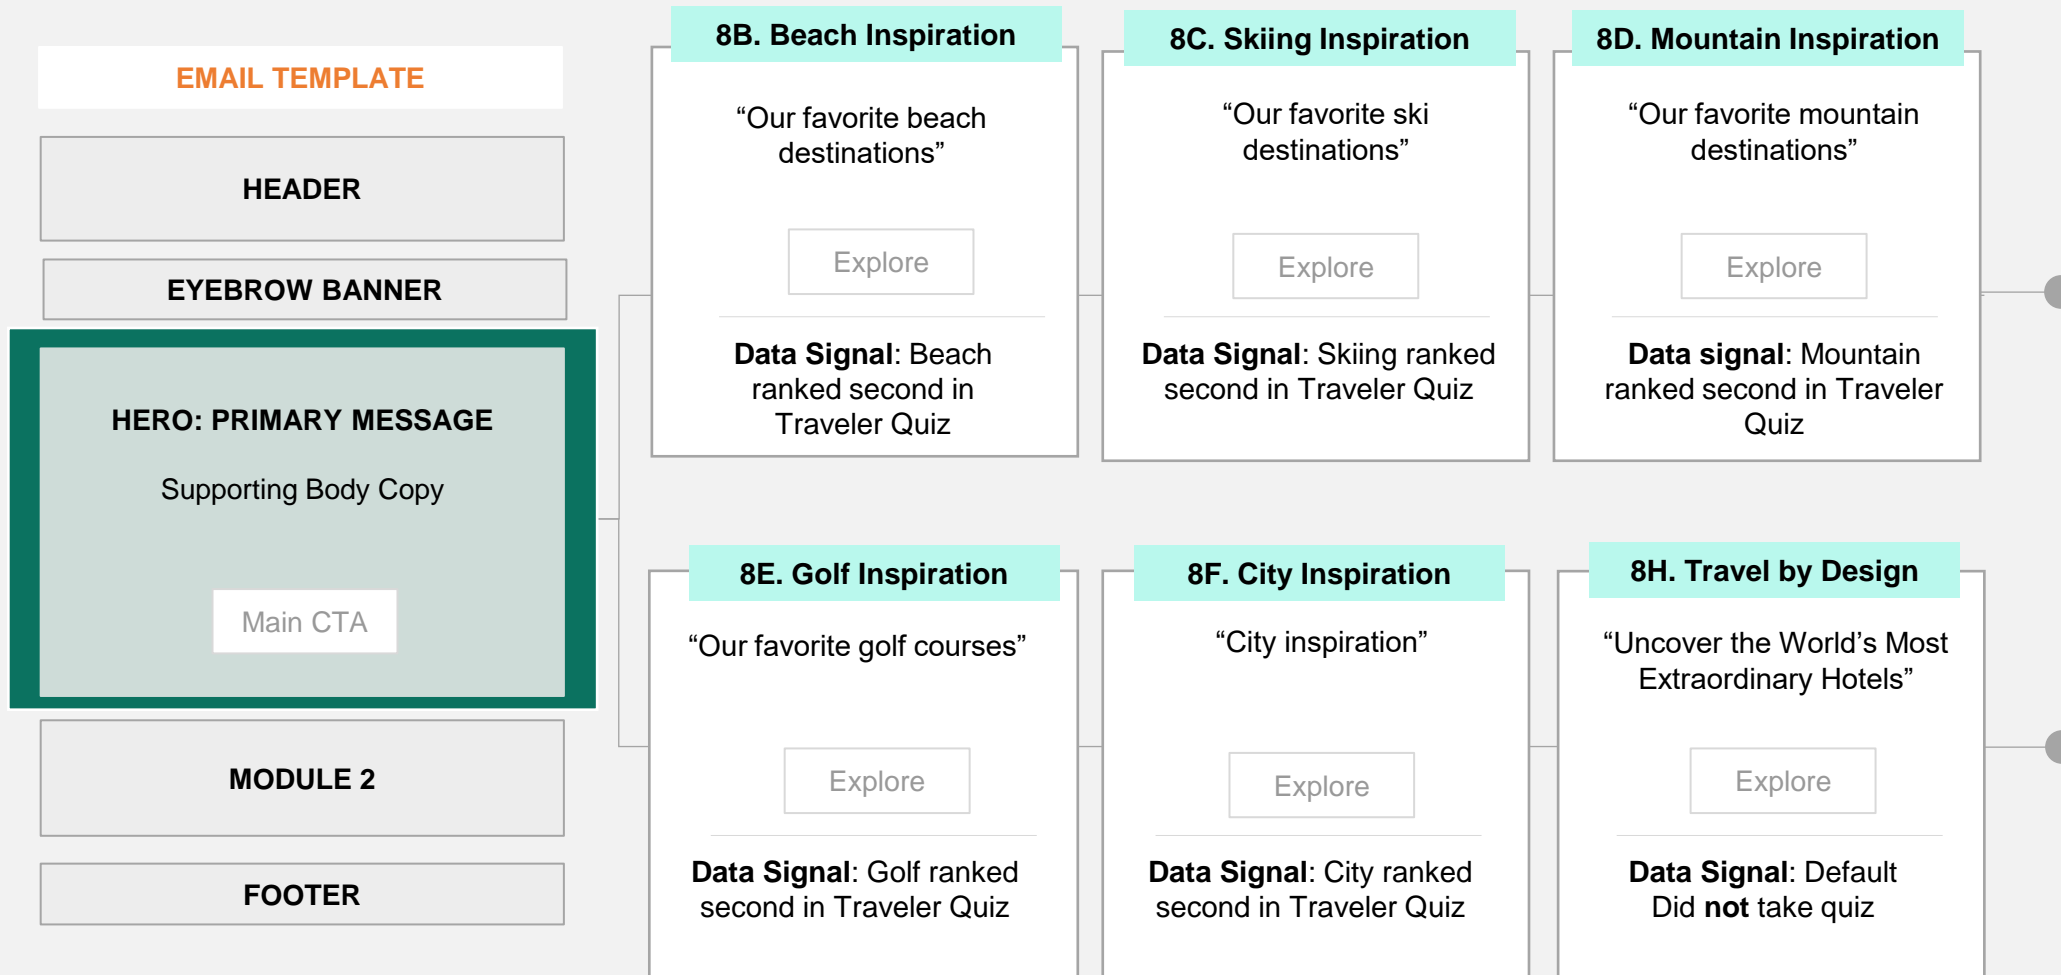 EMAIL TEMPLATE
HEADER
EYEBROW BANNER
HERO: PRIMARY MESSAGE
Supporting Body Copy
Main CTA
MODULE 2
FOOTER
8B. Beach Inspiration
“Our favorite beach
destinations”
Explore
Data Signal: Beach
ranked second in
Traveler Quiz
8C. Skiing Inspiration
“Our favorite ski
destinations”
Explore
Data Signal: Skiing ranked
second in Traveler Quiz
8D. Mountain Inspiration
“Our favorite mountain
destinations”
Explore
Data signal: Mountain
ranked second in Traveler
Quiz
8E. Golf Inspiration
“Our favorite golf courses”
Explore
Data Signal: Golf ranked
second in Traveler Quiz
8F. City Inspiration
“City inspiration”
Explore
Data Signal: City ranked
second in Traveler Quiz
8H. Travel by Design
“Uncover the World’s Most
Extraordinary Hotels”
Explore
Data Signal: Default
Did not take quiz